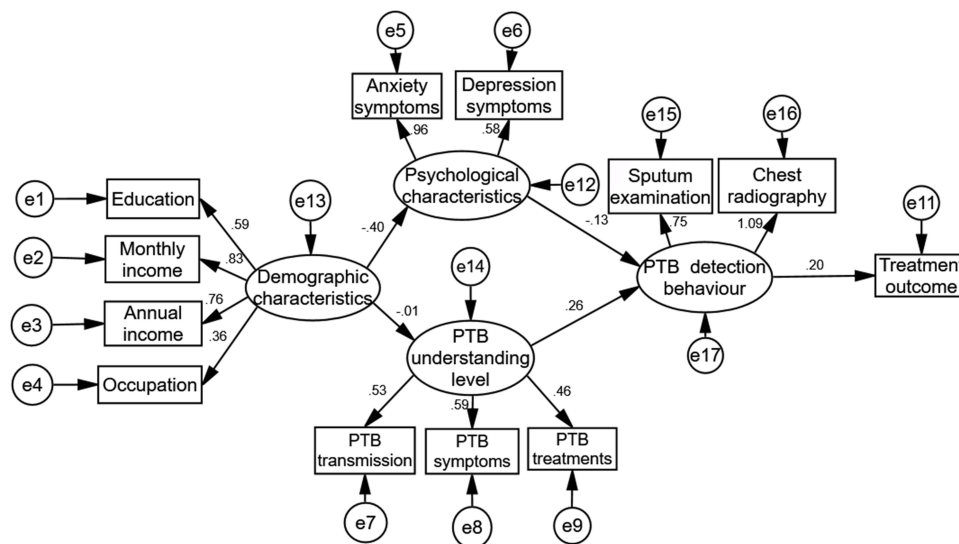 e5
e6
Anxiety
symptoms
Depression
symptoms
.96
.58
e15
e16
e1
Education
e13
Psychological
characteristics
e12
Sputum
examination
Chest
radiography
e11
.59
-.40
-.13
.75
1.09
e2
Monthly
income
.83
Demographic
characteristics
e14
PTB detection
behaviour
.20
Treatment
outcome
e3
Annual
income
.76
-.01
PTB
understanding
level
.26
e17
.36
e4
Occupation
.53
.59
.46
PTB
transmission
PTB
symptoms
PTB
treatments
e7
e8
e9